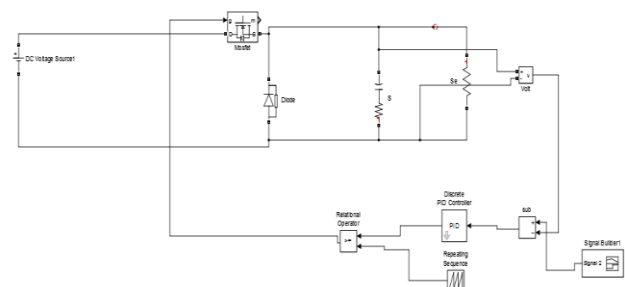 g
m
D
S
Mosfet
DC Voltage Source1
Diode
S
Se
+
-
v
Volt
Discrete
PID Controller
PID
sub
Relational
Operator
>=
Repeating
Sequence
Signal Builder1
Signal 2